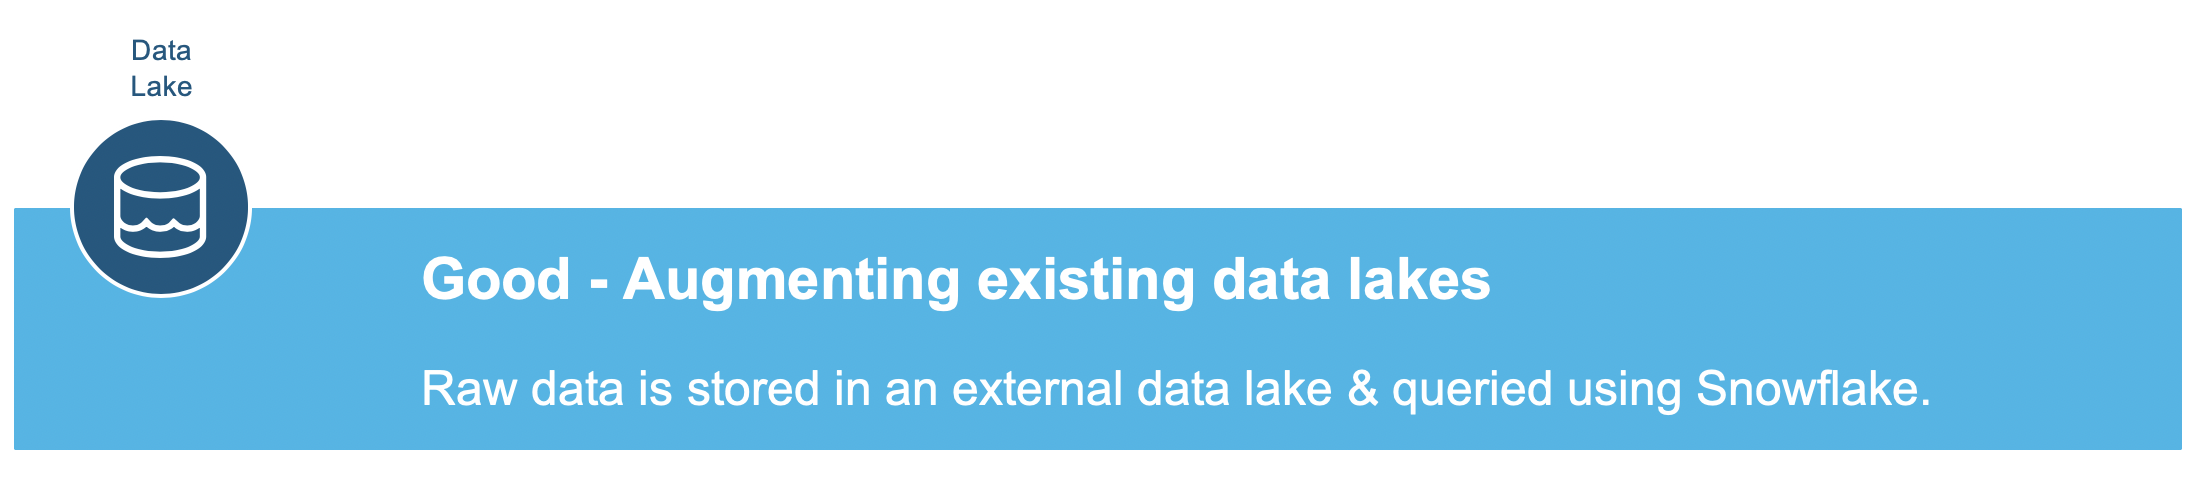 Data
Lake
Good - Augmenting existing data lakes
Raw data is stored in an external data lake & queried using Snowflake.